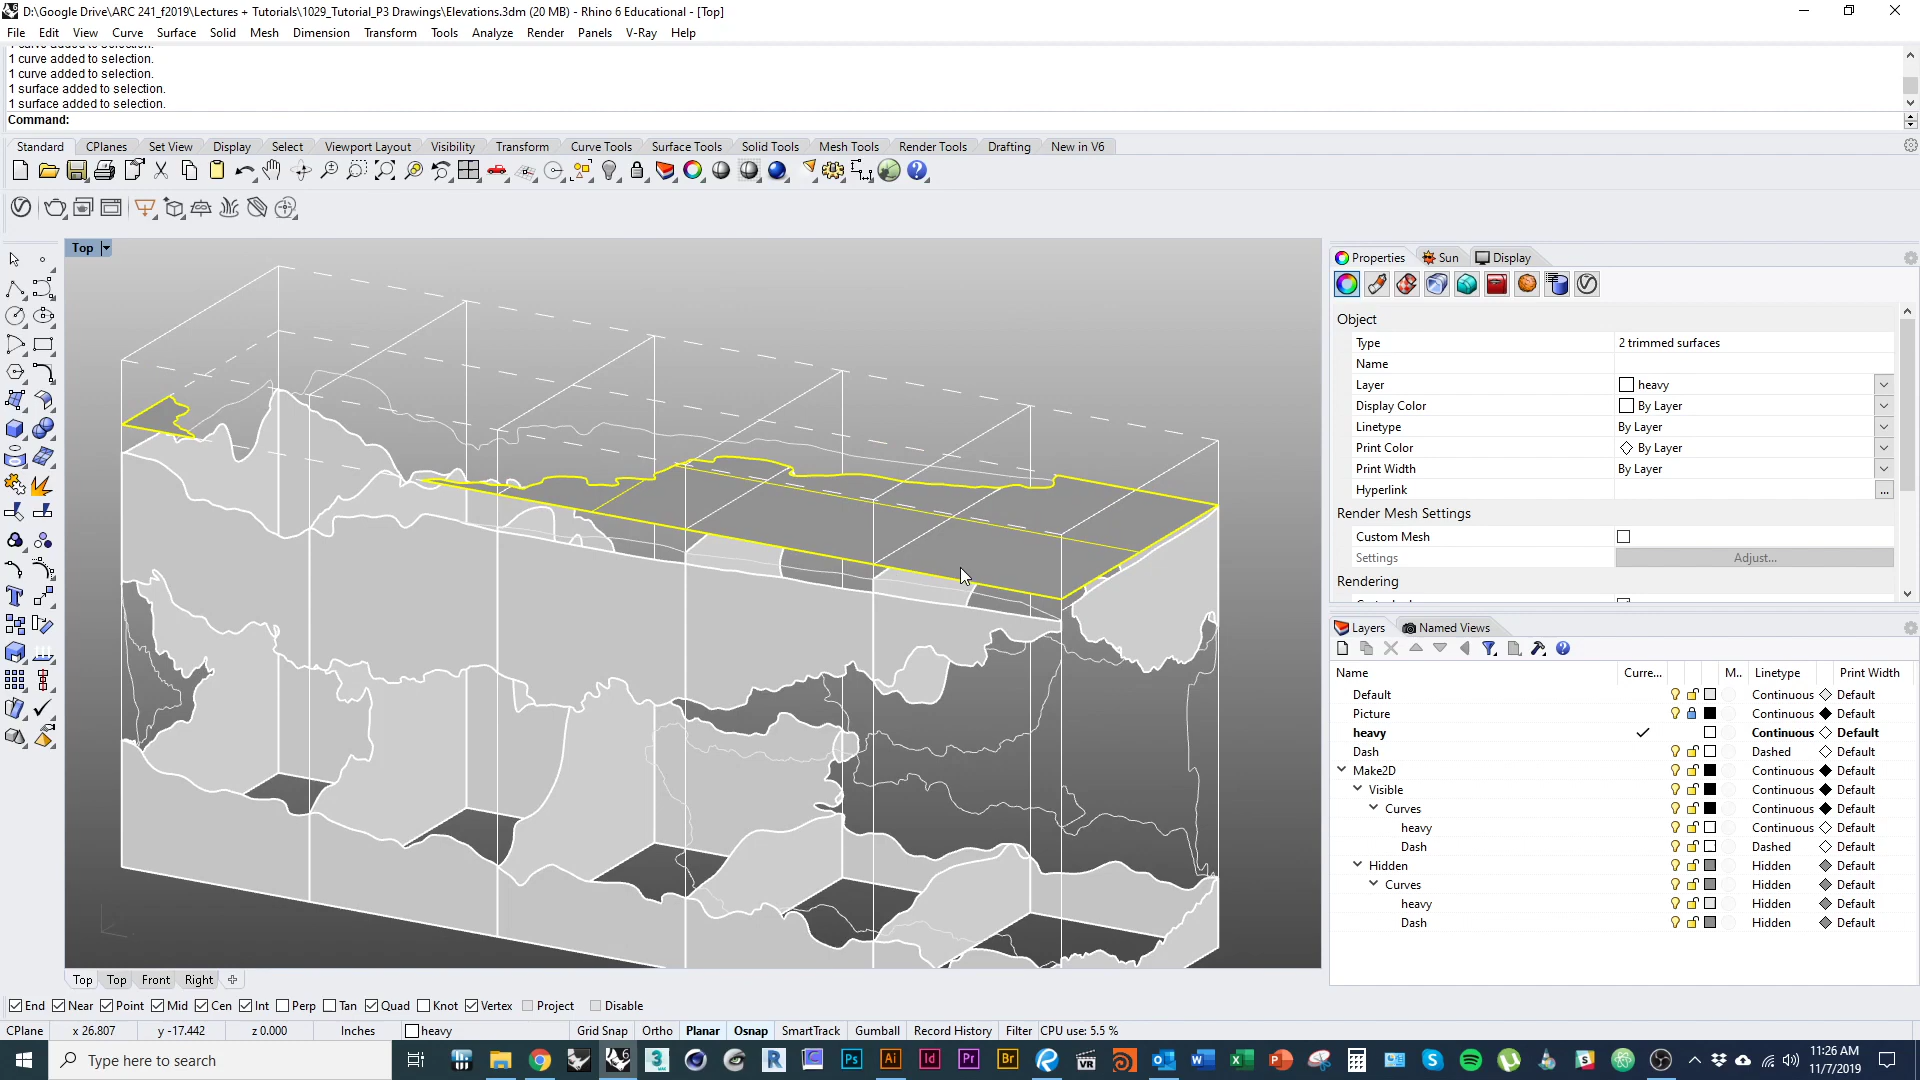 D:\Google Drive\ARC 241_f2019\Lectures + Tutorials\1029_Tutorial_P3 Drawings\Elevations.3dm (20 MB) - Rhino 6 Educational - [Top]
File Edit View Curve Surface Solid Mesh Dimension Transform Tools Analyze Render Panels V-Ray Help
1 curve added to selection.
1 curve added to selection.
1 curve added to selection.
1 surface added to selection.
1 surface added to selection.
Command:
Standard CPlanes Set View Display Select Viewport Layout Visibility Transform Curve Tools Surface Tools Solid Tools Mesh Tools Render Tools Drafting New in V6
Top
Properties Sun Display
Object
Type 2 trimmed surfaces
Name
Layer heavy
Display Color By Layer
Linetype By Layer
Print Color By Layer
Print Width By Layer
Hyperlink ...
Render Mesh Settings
Custom Mesh
Settings Adjust...
Rendering
Layers Named Views
Name Curre... M.. Linetype Print Width
Default Continuous Default
Picture Continuous Default
heavy Continuous Default
Dash Dashed Default
Make2D Continuous Default
Visible Continuous Default
Curves Continuous Default
heavy Continuous Default
Dash Dashed Default
Hidden Hidden Default
Curves Hidden Default
heavy Hidden Default
Dash Hidden Default
Top Top Front Right
End Near Point Mid Cen Int Perp Tan Quad Knot Vertex Project Disable
CPlane x 26.807 y -17.442 z 0.000 Inches heavy Grid Snap Ortho Planar Osnap SmartTrack Gumball Record History Filter CPU use: 5.5 %
Type here to search
11:26 AM
11/7/2019